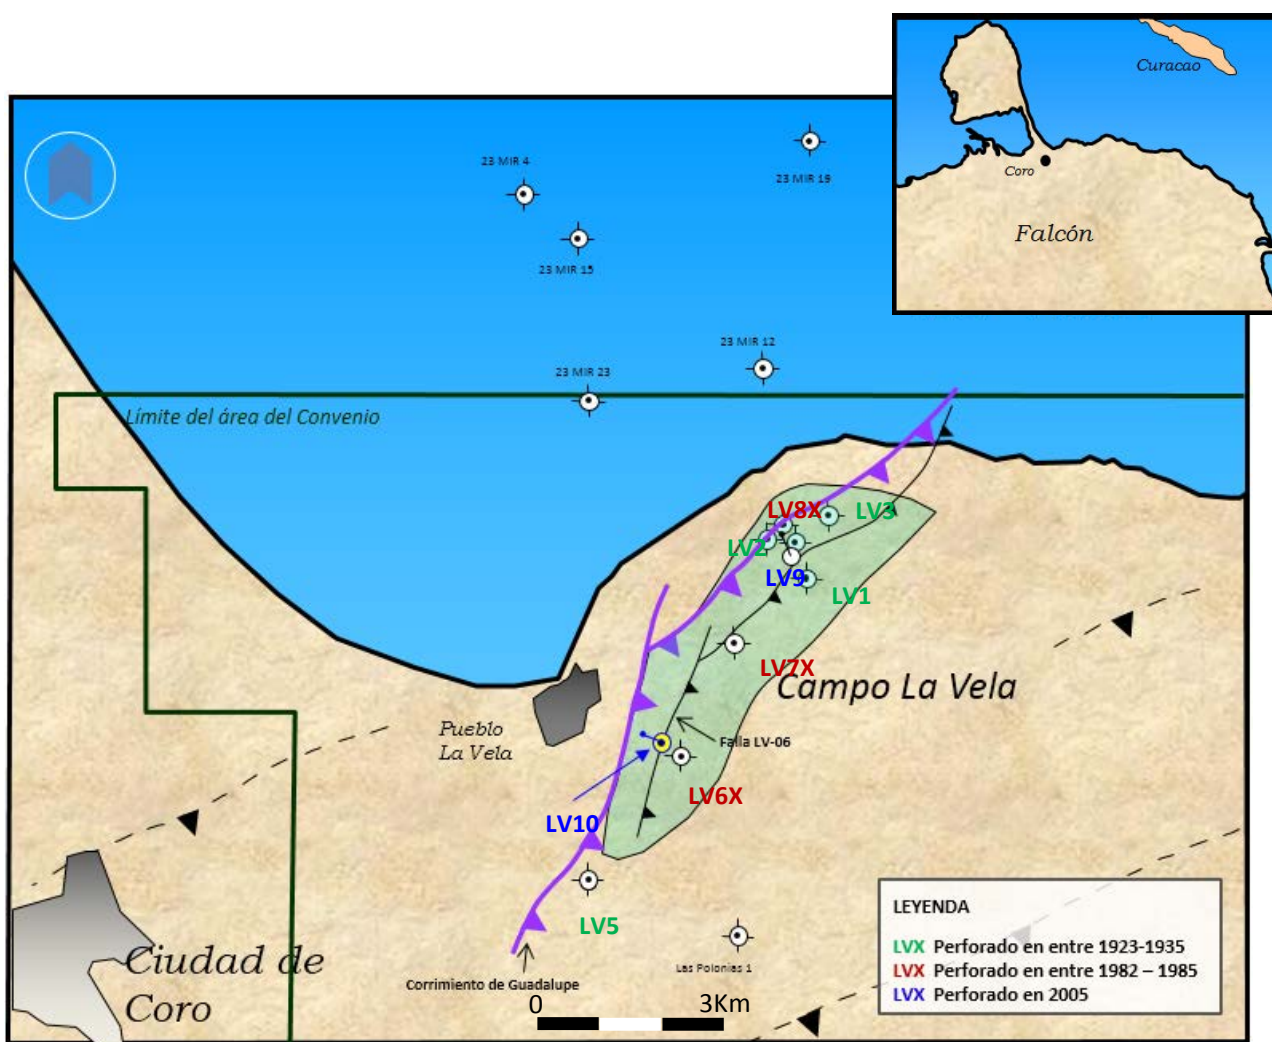 Curacao
Coro
Falcón
23 MIR 4
23 MIR 19
23 MIR 15
23 MIR 12
23 MIR 23
Límite del área del Convenio
LV8X
LV3
LV2
LV9
LV1
LV7X
Campo La Vela
Pueblo
La Vela
Falla LV-06
LV6X
LV10
LV5
Las Polonias 1
Corrimiento de Guadalupe
Ciudad de
Coro
0 3Km
LEYENDA
LVX Perforado en entre 1923-1935
LVX Perforado en entre 1982 – 1985
LVX Perforado en 2005